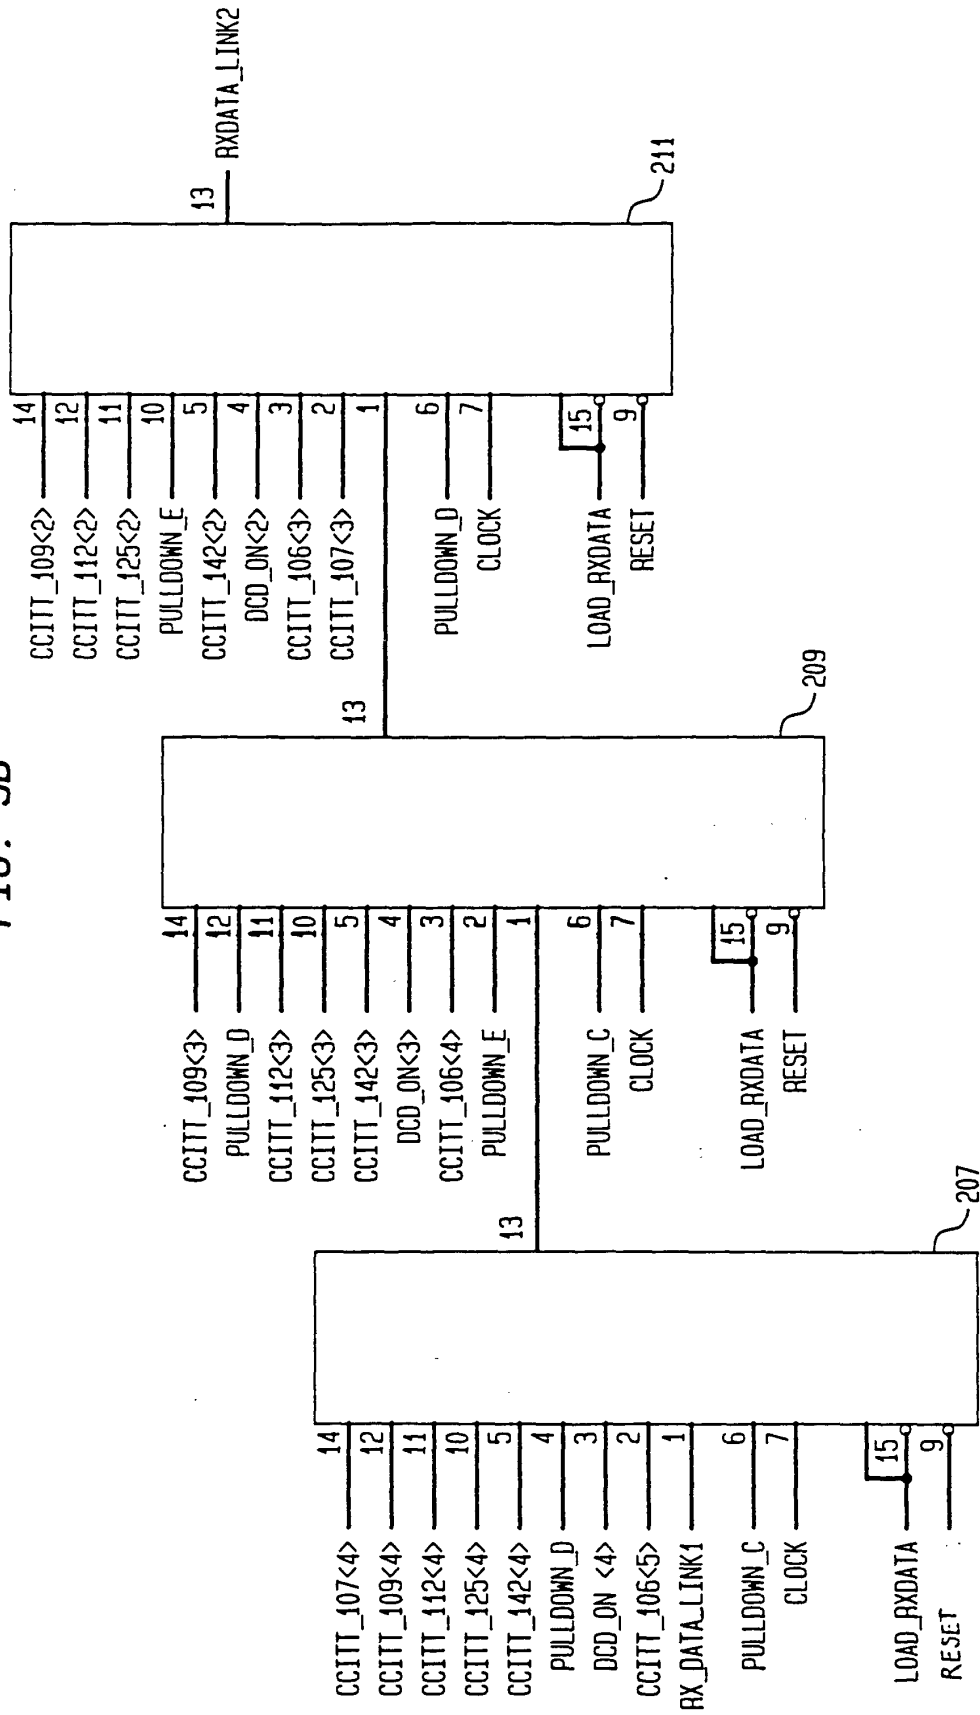 FIG. 3B
14
12
11
10
5
4
3
2
1
6
7
15
9
CCITT_109<2>
CCITT_112<2>
CCITT_125<2>
PULLDOWN_E
CCITT_142<2>
DCD_ON<2>
CCITT_106<3>
CCITT_107<3>
PULLDOWN_D
CLOCK
LOAD_RXDATA
RESET
13
RXDATA_LINK2
211
14
12
11
10
5
4
3
2
1
6
7
15
9
CCITT_109<3>
PULLDOWN_D
CCITT_112<3>
CCITT_125<3>
CCITT_142<3>
DCD_ON<3>
CCITT_106<4>
PULLDOWN_E
PULLDOWN_C
CLOCK
LOAD_RXDATA
RESET
13
209
14
12
11
10
5
4
3
2
1
6
7
15
9
CCITT_107<4>
CCITT_109<4>
CCITT_112<4>
CCITT_125<4>
CCITT_142<4>
PULLDOWN_D
DCD_ON <4>
CCITT_106<5>
RX_DATA_LINK1
PULLDOWN_C
CLOCK
LOAD_RXDATA
RESET
13
207